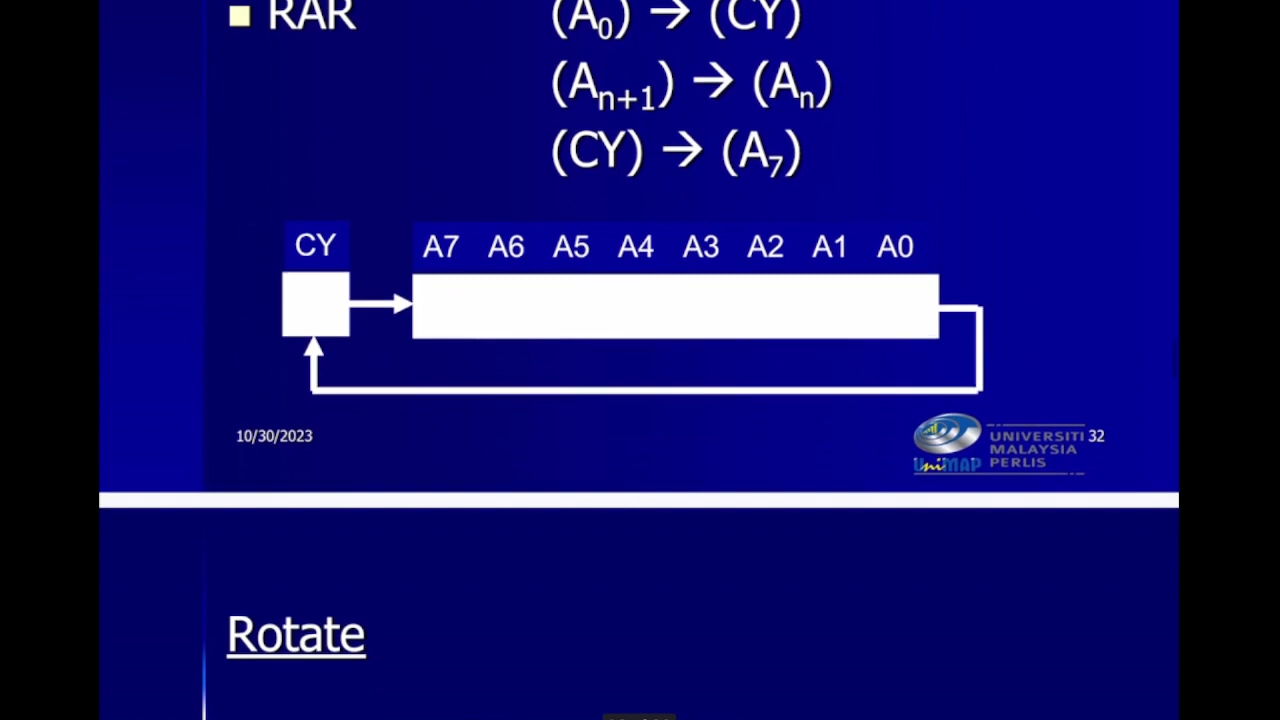 RAR (A0) → (CY)
(An+1) → (An)
(CY) → (A7)
CY A7 A6 A5 A4 A3 A2 A1 A0
10/30/2023
UniMAP
UNIVERSITI
MALAYSIA
PERLIS
32
Rotate